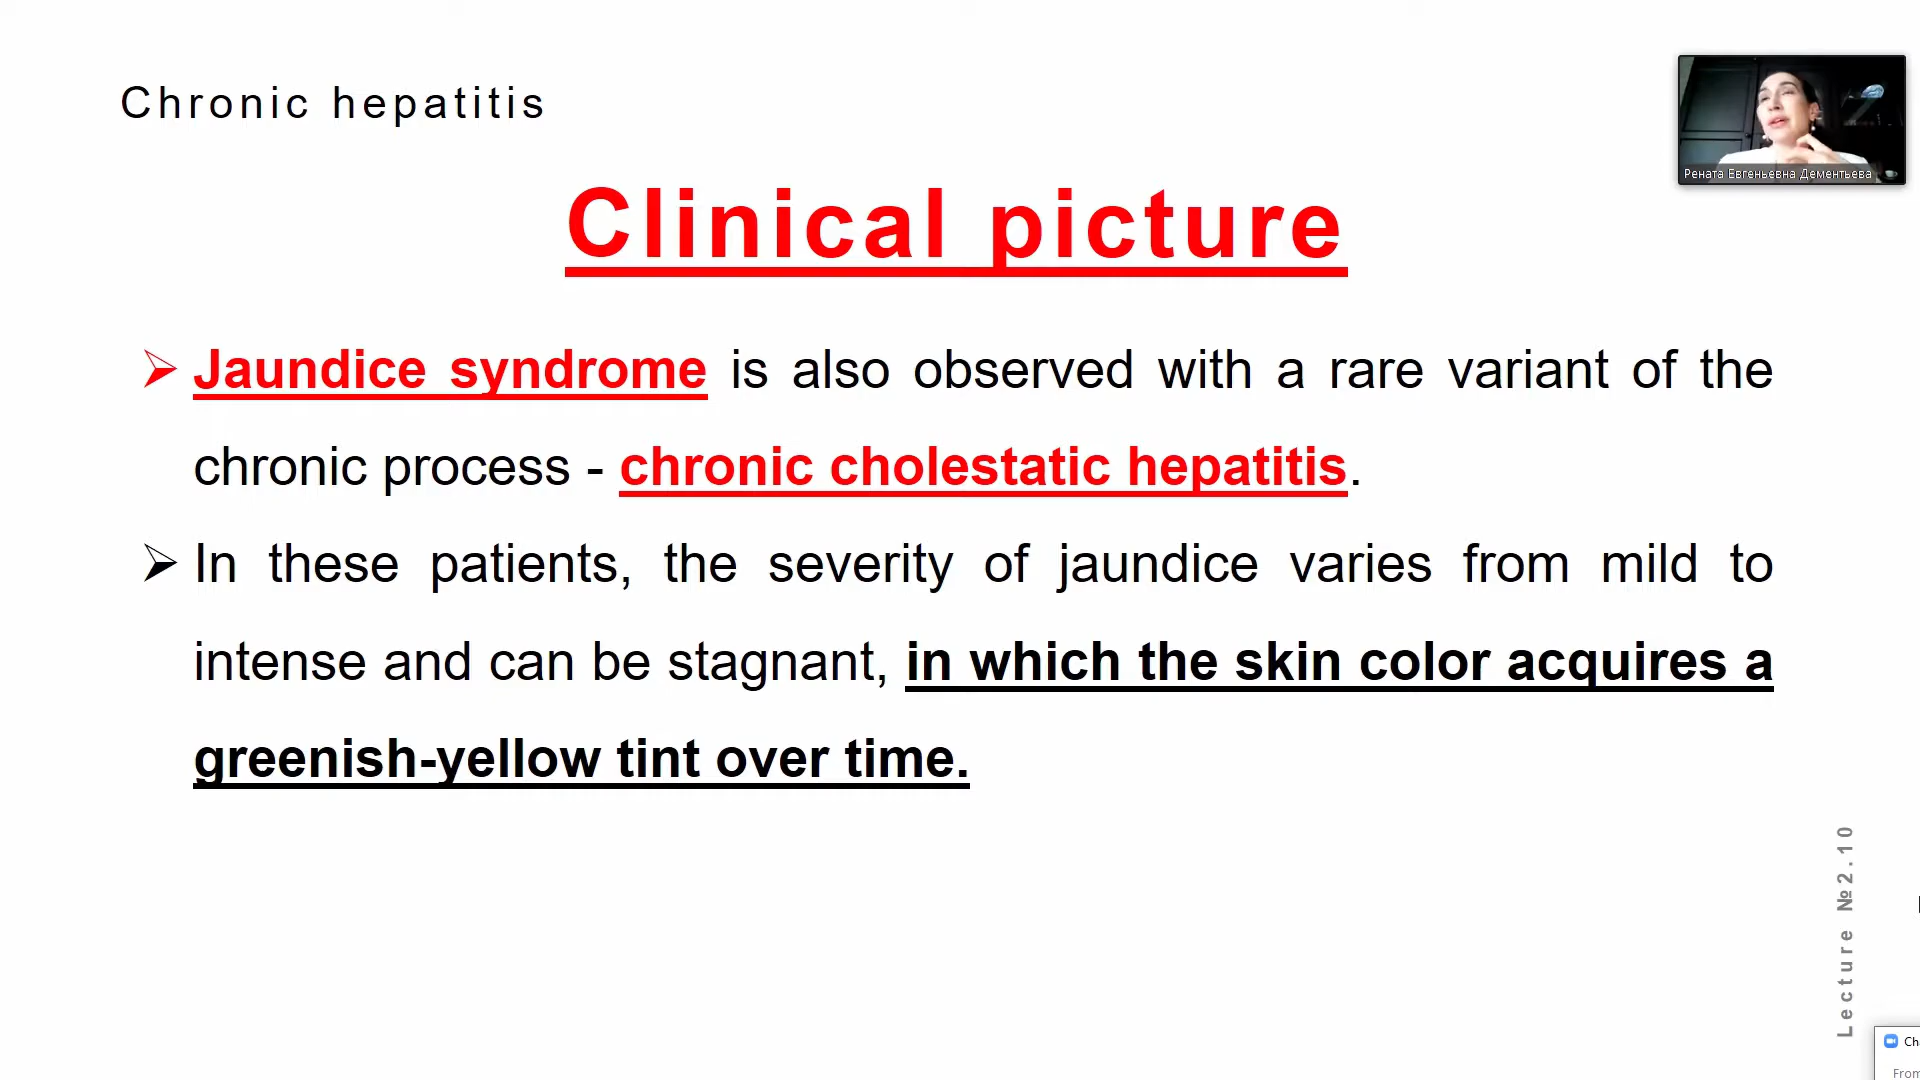 Chronic hepatitis
Рената Евгеньевна Дементьева
Clinical picture
➢ Jaundice syndrome is also observed with a rare variant of the
chronic process - chronic cholestatic hepatitis.
➢ In these patients, the severity of jaundice varies from mild to
intense and can be stagnant, in which the skin color acquires a
greenish-yellow tint over time.
Lecture №2.10
From